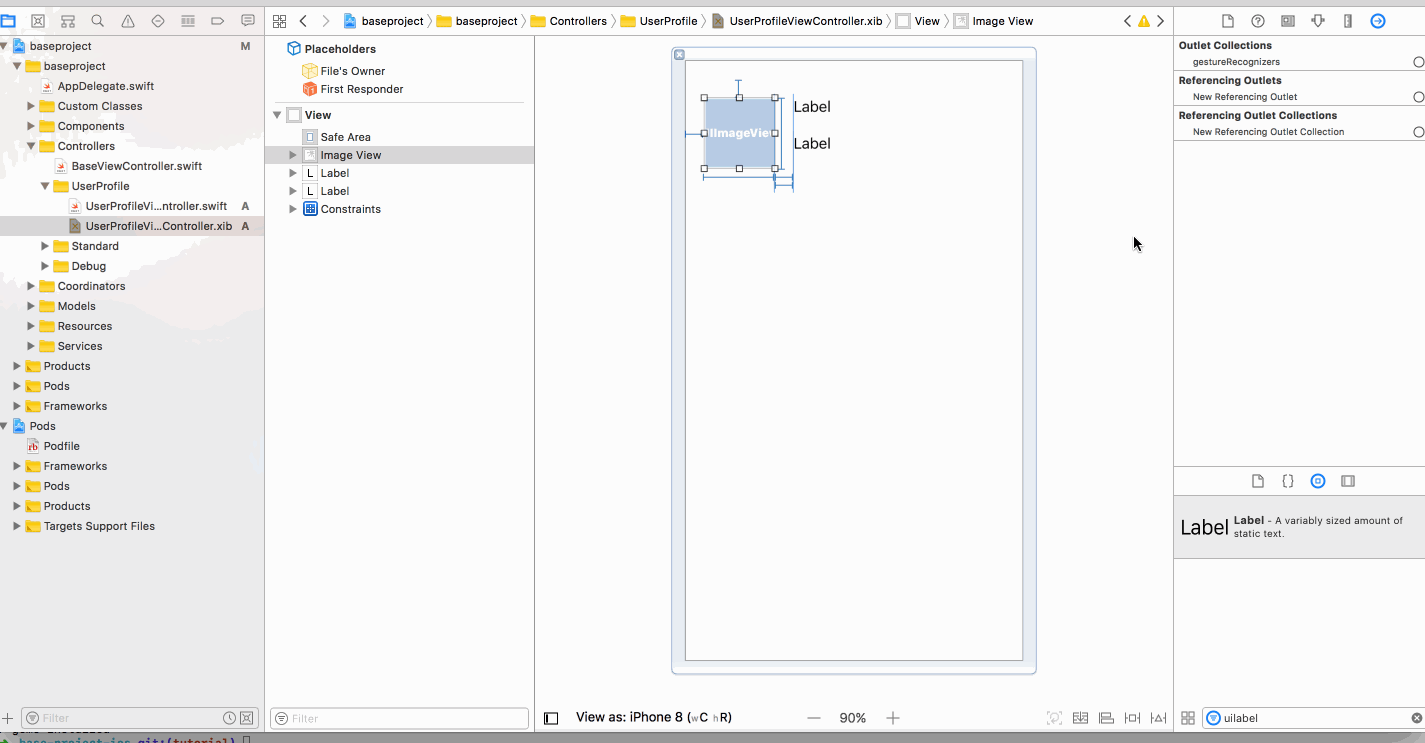 baseproject
baseproject
Controllers
UserProfile
UserProfileViewController.xib
View
Image View
baseproject M
baseproject
AppDelegate.swift
Custom Classes
Components
Controllers
BaseViewController.swift
UserProfile
UserProfileVi...ntroller.swift A
UserProfileVi...Controller.xib A
Standard
Debug
Coordinators
Models
Resources
Services
Products
Pods
Frameworks
Pods
Podfile
Frameworks
Pods
Products
Targets Support Files
Filter
Placeholders
File's Owner
First Responder
View
Safe Area
Image View
L Label
L Label
Constraints
Filter
Label
Label
View as: iPhone 8 (wC hR)
90%
Outlet Collections
gestureRecognizers
Referencing Outlets
New Referencing Outlet
Referencing Outlet Collections
New Referencing Outlet Collection
{}
Label
Label - A variably sized amount of
static text.
uilabel